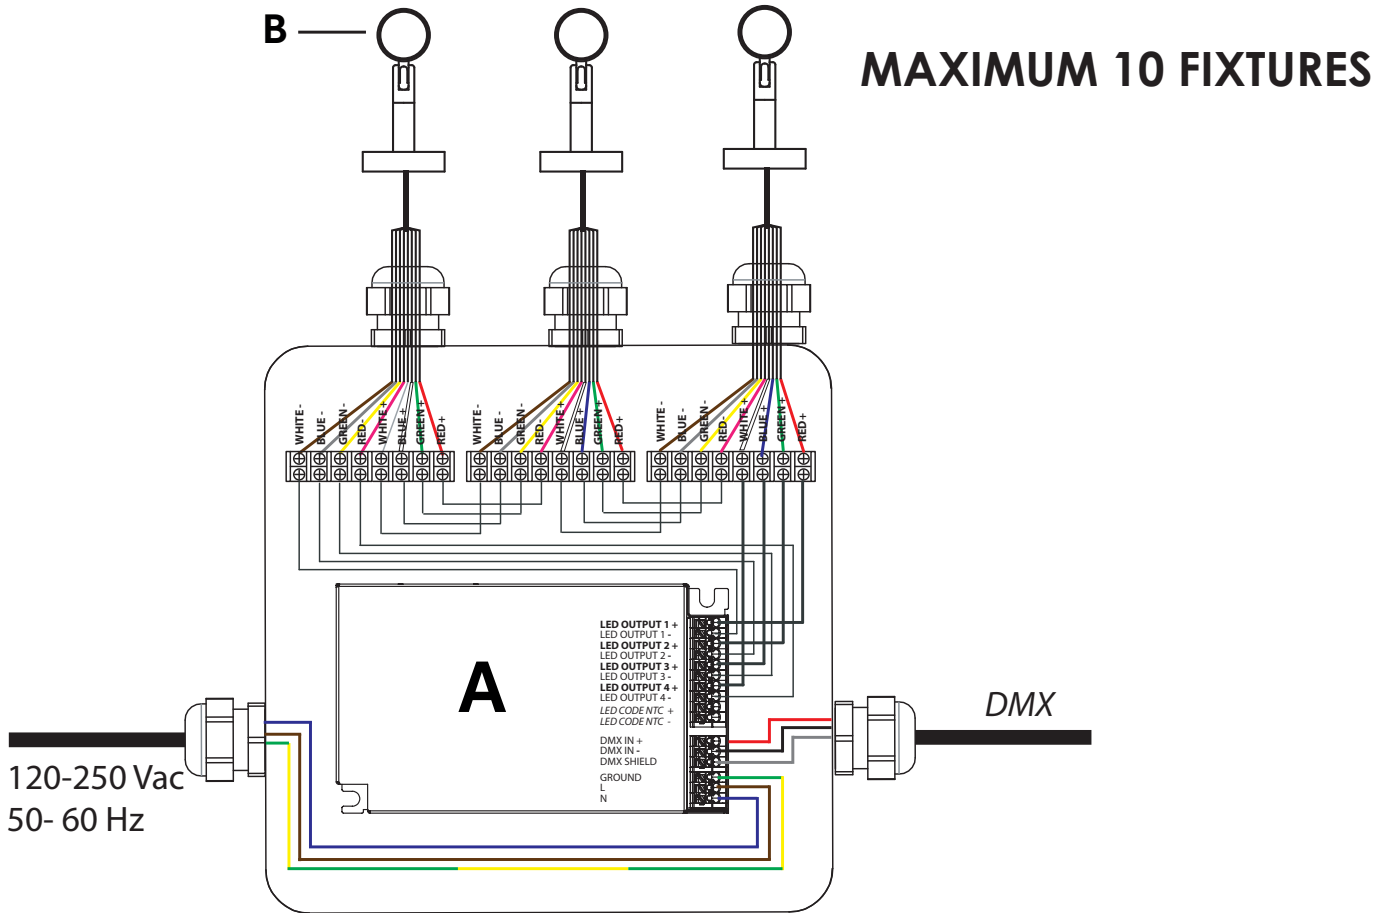 B
MAXIMUM 10 FIXTURES
WHITE -
BLUE -
GREEN -
RED-
WHITE +
BLUE +
GREEN +
RED+
WHITE -
BLUE -
GREEN -
RED-
WHITE +
BLUE +
GREEN +
RED+
WHITE -
BLUE -
GREEN -
RED-
WHITE +
BLUE +
GREEN +
RED+
A
LED OUTPUT 1 +
LED OUTPUT 1 -
LED OUTPUT 2 +
LED OUTPUT 2 -
LED OUTPUT 3 +
LED OUTPUT 3 -
LED OUTPUT 4 +
LED OUTPUT 4 -
LED CODE NTC +
LED CODE NTC -
DMX IN +
DMX IN -
DMX SHIELD
GROUND
L
N
DMX
120-250 Vac
50- 60 Hz